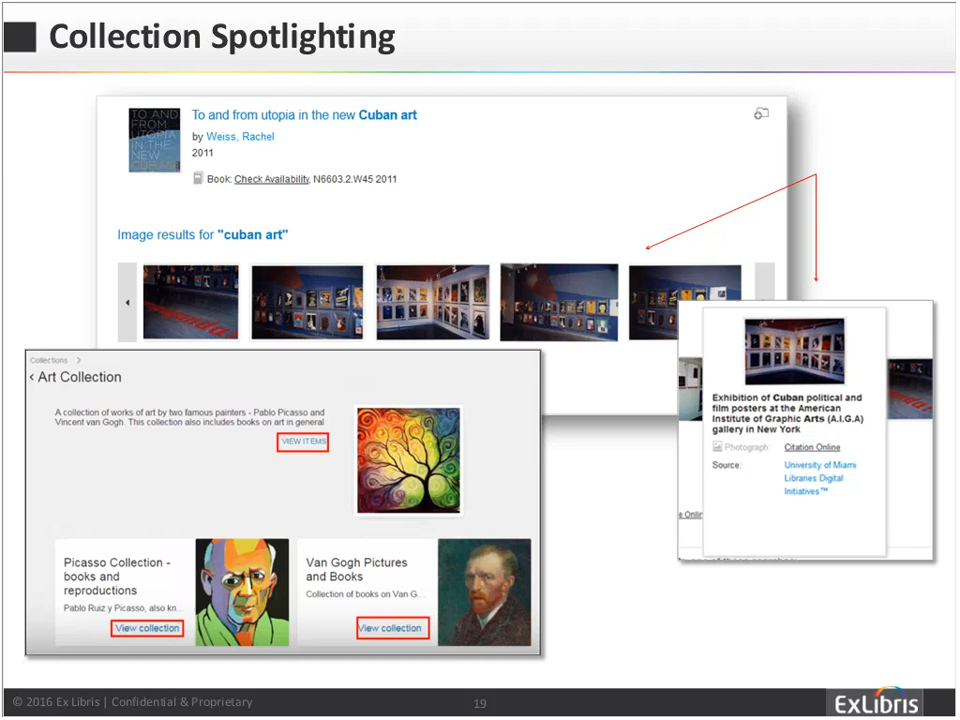 Collection Spotlighting
TO AND
FROM
UTOPIA
IN THE
NEW
CUBAN
To and from utopia in the new Cuban art
by Weiss, Rachel
2011
Book: Check Availability, N6603.2.W45 2011
Image results for "cuban art"
Exhibition of Cuban political and
film posters at the American
Institute of Graphic Arts (A.I.G.A)
gallery in New York
Photograph: Citation Online
Source: University of Miami
Libraries Digital
Initiatives™
Collections >
< Art Collection
A collection of works of art by two famous painters - Pablo Picasso and
Vincent van Gogh. This collection also includes books on art in general
VIEW ITEMS
Picasso Collection -
books and
reproductions
Pablo Ruiz y Picasso, also kn...
View collection
Van Gogh Pictures
and Books
Collection of books on Van G...
View collection
© 2016 Ex Libris | Confidential & Proprietary
19
ExLibris